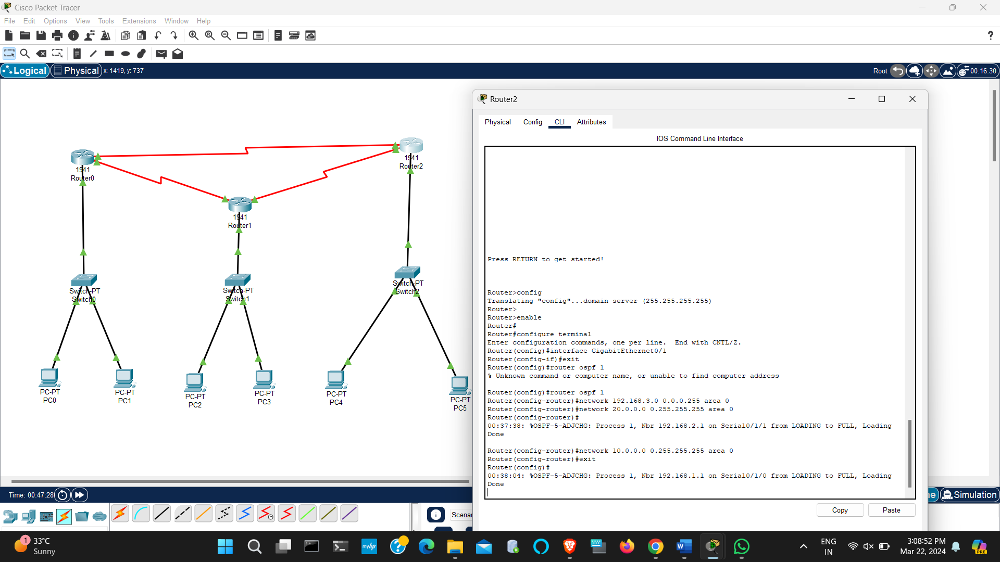 Cisco Packet Tracer
File Edit Options View Tools Extensions Window Help
?
Logical Physical x: 1419, y: 737
Root 00:16:30
1941
Router0
1941
Router1
1941
Router2
Switch-PT
Switch0
Switch-PT
Switch1
Switch-PT
Switch2
PC-PT
PC0
PC-PT
PC1
PC-PT
PC2
PC-PT
PC3
PC-PT
PC4
PC-PT
PC5
Router2
Physical Config CLI Attributes
IOS Command Line Interface
Press RETURN to get started!
Router>config
Translating "config"...domain server (255.255.255.255)
Router>
Router>enable
Router#
Router#configure terminal
Enter configuration commands, one per line.  End with CNTL/Z.
Router(config)#interface GigabitEthernet0/1
Router(config-if)#exit
Router(config)#router ospf 1
% Unknown command or computer name, or unable to find computer address
Router(config)#router ospf 1
Router(config-router)#network 192.168.3.0 0.0.0.255 area 0
Router(config-router)#network 20.0.0.0 0.255.255.255 area 0
Router(config-router)#
00:37:38: %OSPF-5-ADJCHG: Process 1, Nbr 192.168.2.1 on Serial0/1/1 from LOADING to FULL, Loading
Done
Router(config-router)#network 10.0.0.0 0.255.255.255 area 0
Router(config-router)#exit
Router(config)#
00:38:04: %OSPF-5-ADJCHG: Process 1, Nbr 192.168.1.1 on Serial0/1/0 from LOADING to FULL, Loading
Done
Copy Paste
Time: 00:47:28
e Simulation
Scenar
1
33°C
Sunny
myhp
ENG
IN
3:08:52 PM
Mar 22, 2024
PRE